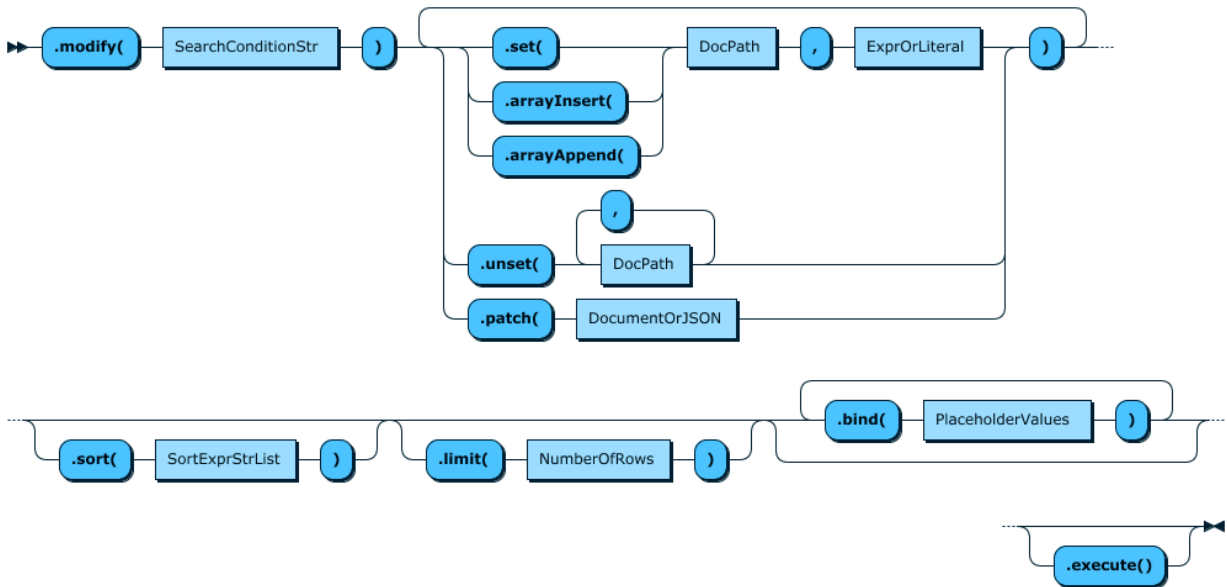 .modify( SearchConditionStr ) .set( DocPath , ExprOrLiteral )
.arrayInsert(
.arrayAppend(
,
.unset( DocPath
.patch( DocumentOrJSON
.bind( PlaceholderValues )
.sort( SortExprStrList ) .limit( NumberOfRows )
.execute()